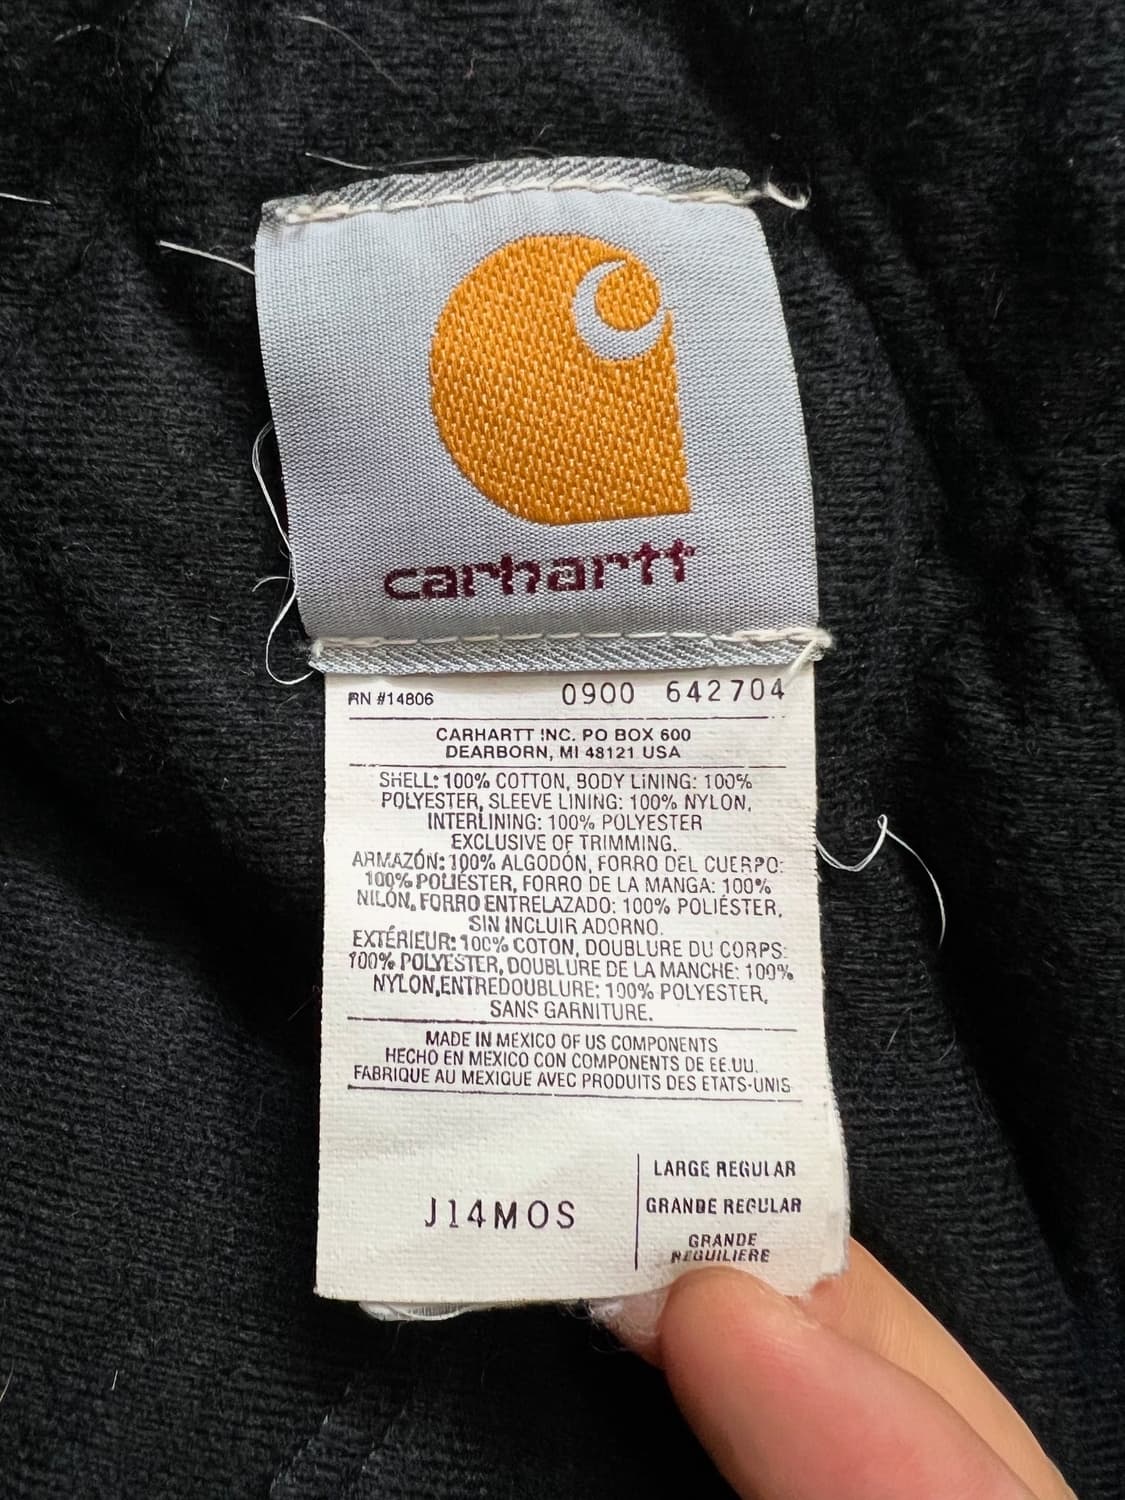 carhartt
RN #14806 0900 642704
CARHARTT INC. PO BOX 600
DEARBORN, MI 48121 USA
SHELL: 100% COTTON, BODY LINING: 100%
POLYESTER, SLEEVE LINING: 100% NYLON,
INTERLINING: 100% POLYESTER
EXCLUSIVE OF TRIMMING.
ARMAZÓN: 100% ALGODÓN, FORRO DEL CUERPO:
100% POLIÉSTER, FORRO DE LA MANGA: 100%
NILÓN, FORRO ENTRELAZADO: 100% POLIÉSTER,
SIN INCLUIR ADORNO.
EXTÉRIEUR: 100% COTON, DOUBLURE DU CORPS:
100% POLYESTER, DOUBLURE DE LA MANCHE: 100%
NYLON,ENTREDOUBLURE: 100% POLYESTER,
SANS GARNITURE.
MADE IN MEXICO OF US COMPONENTS
HECHO EN MEXICO CON COMPONENTS DE EE.UU.
FABRIQUE AU MEXIQUE AVEC PRODUITS DES ETATS-UNIS
LARGE REGULAR
J14MOS
GRANDE REGULAR
GRANDE
REGUILIERE